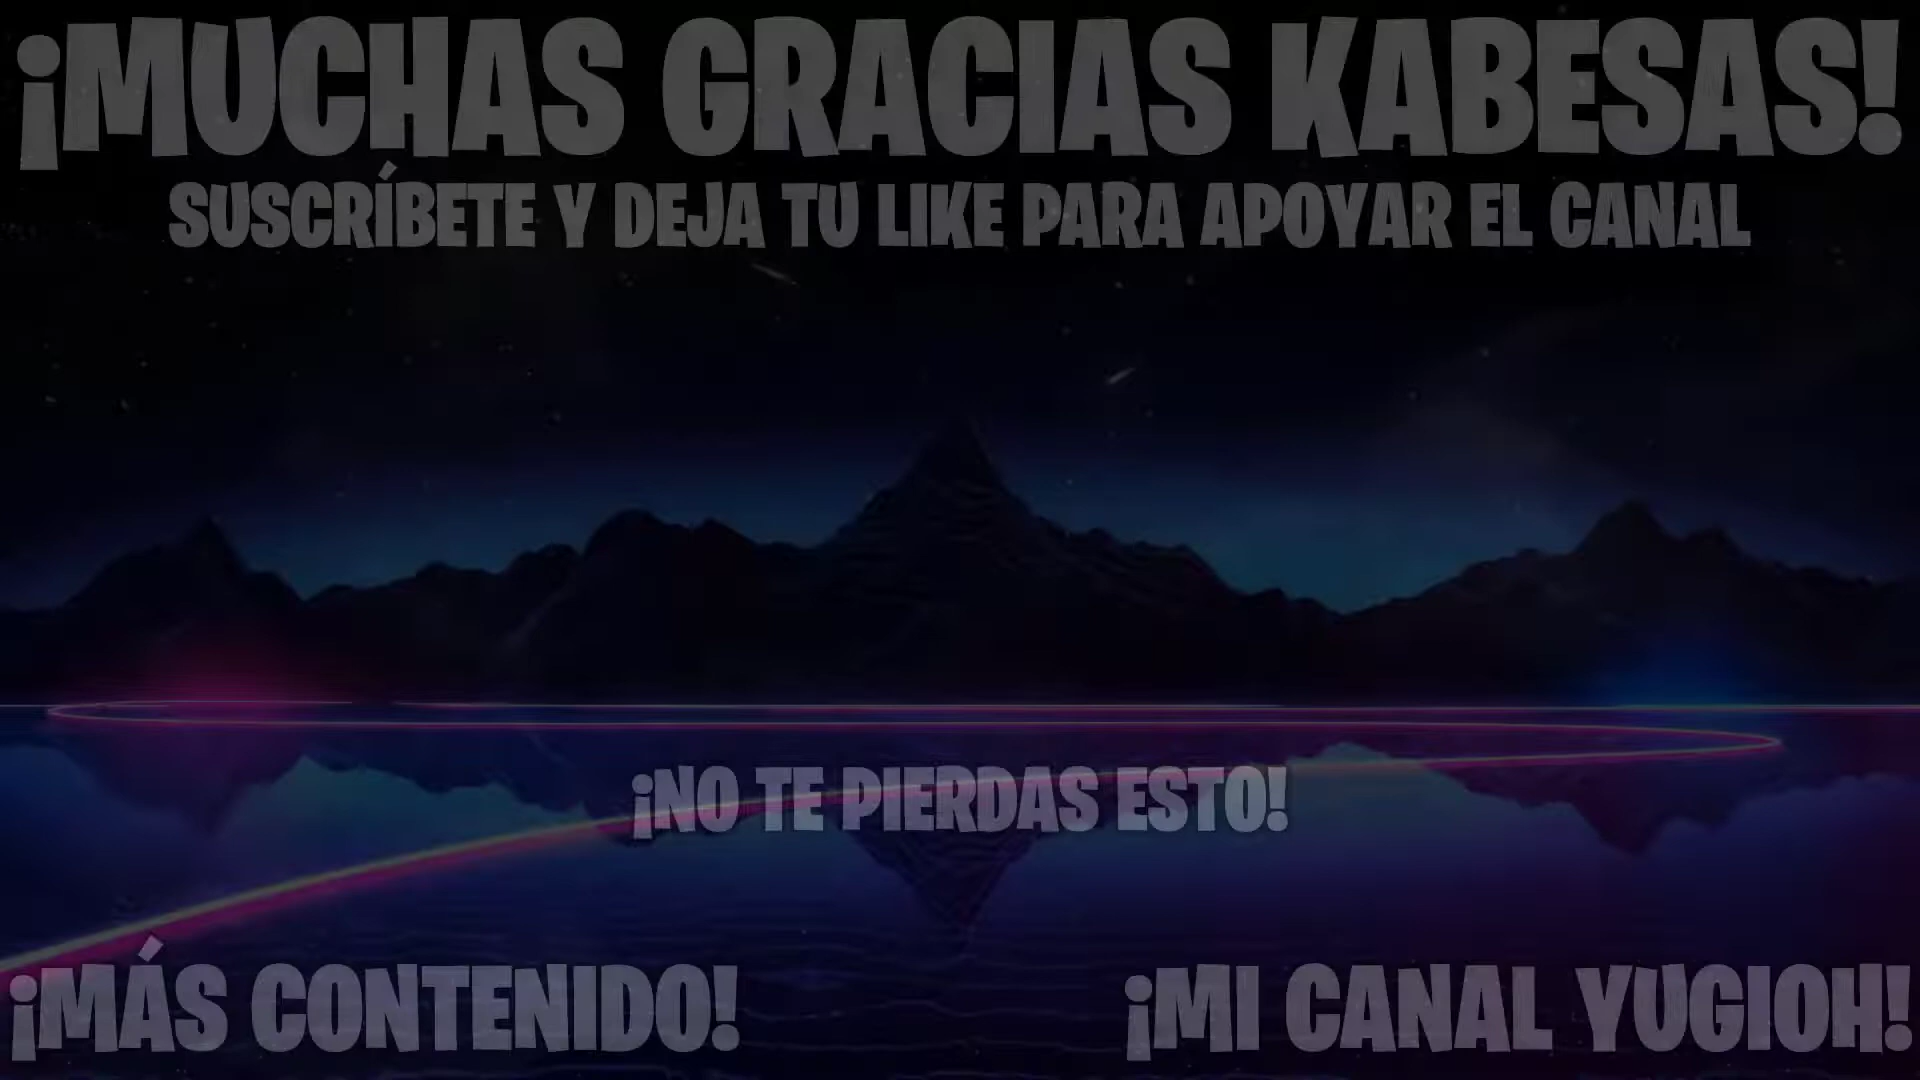 ¡MUCHAS GRACIAS KABESAS!
SUSCRÍBETE Y DEJA TU LIKE PARA APOYAR EL CANAL
¡NO TE PIERDAS ESTO!
¡MÁS CONTENIDO!
¡MI CANAL YUGIOH!